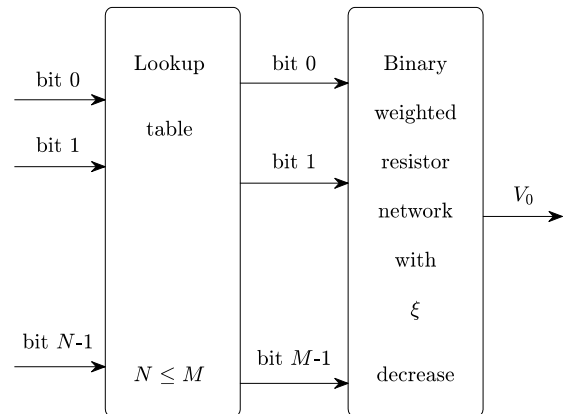 bit 0
bit 1
bit N-1
Lookup
table
N ≤ M
bit 0
bit 1
bit M-1
Binary
weighted
resistor
network
with
ξ
decrease
V₀